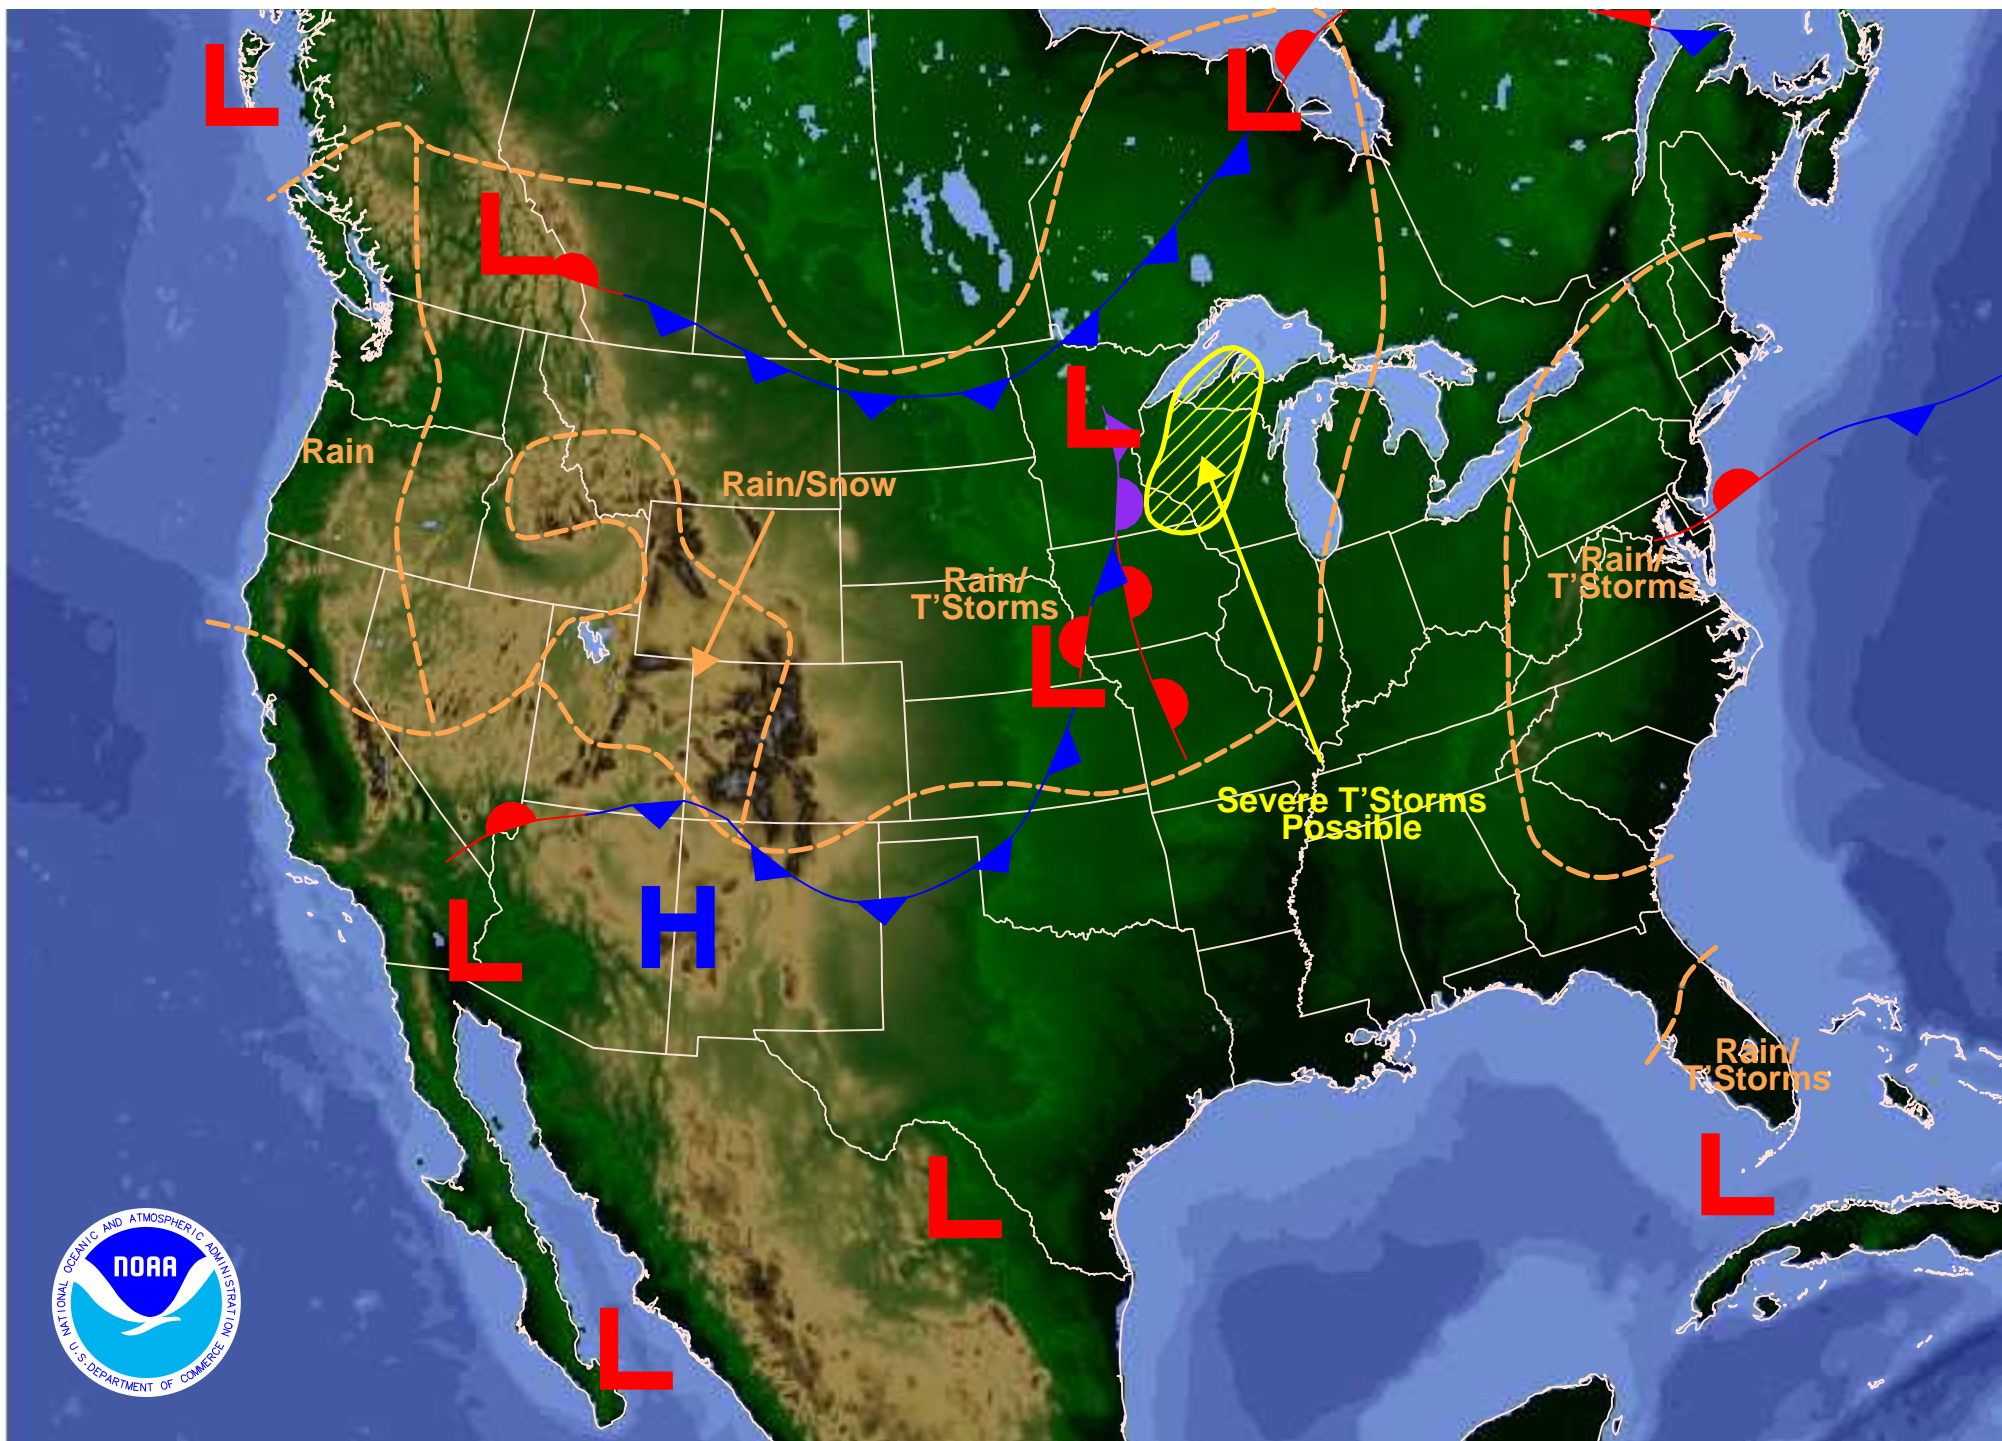 L
L
L
Rain
Rain/Snow
L
Rain/
T'Storms
Rain/
T'Storms
L
Severe T'Storms
Possible
H
L
Rain/
T'Storms
L
L
L
NATIONAL OCEANIC AND ATMOSPHERIC ADMINISTRATION
NOAA
U.S. DEPARTMENT OF COMMERCE